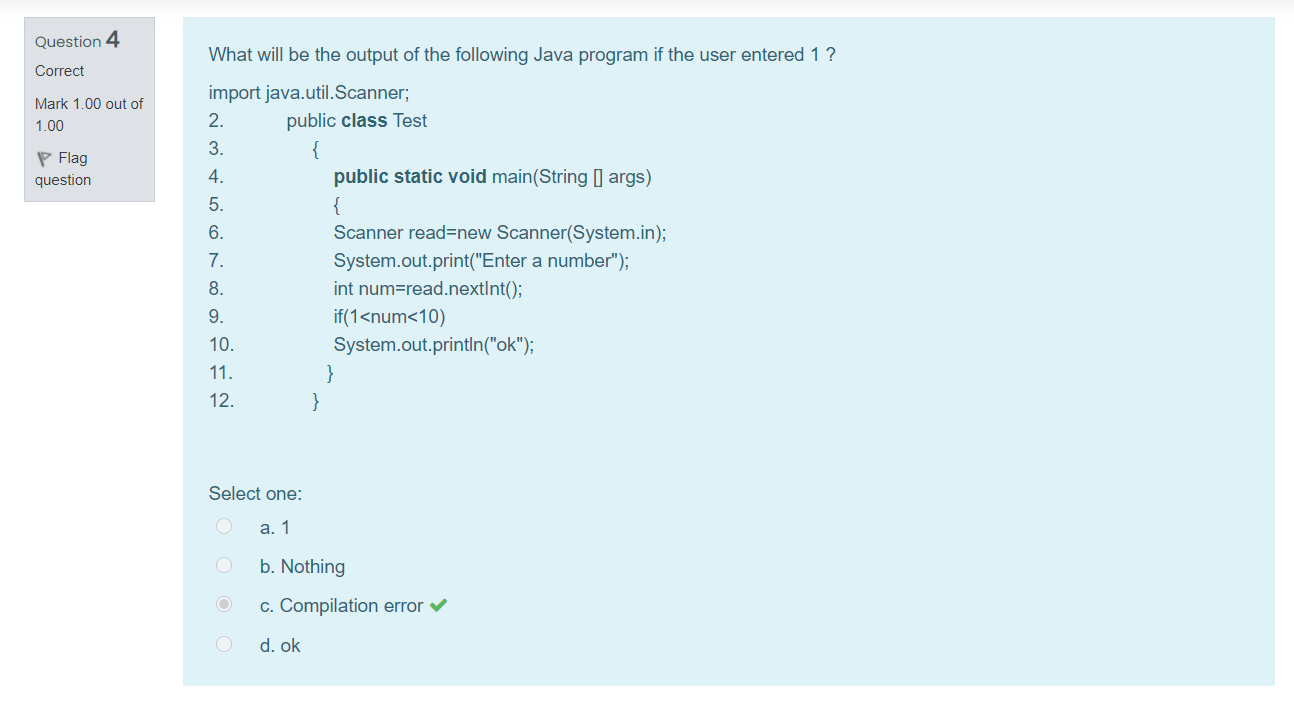 Question 4
Correct
Mark 1.00 out of
1.00
Flag
question
What will be the output of the following Java program if the user entered 1 ?
import java.util.Scanner;
2. public class Test
3. {
4. public static void main(String [] args)
5. {
6. Scanner read=new Scanner(System.in);
7. System.out.print("Enter a number");
8. int num=read.nextInt();
9. if(1<num<10)
10. System.out.println("ok");
11. }
12. }
Select one:
a. 1
b. Nothing
c. Compilation error
d. ok